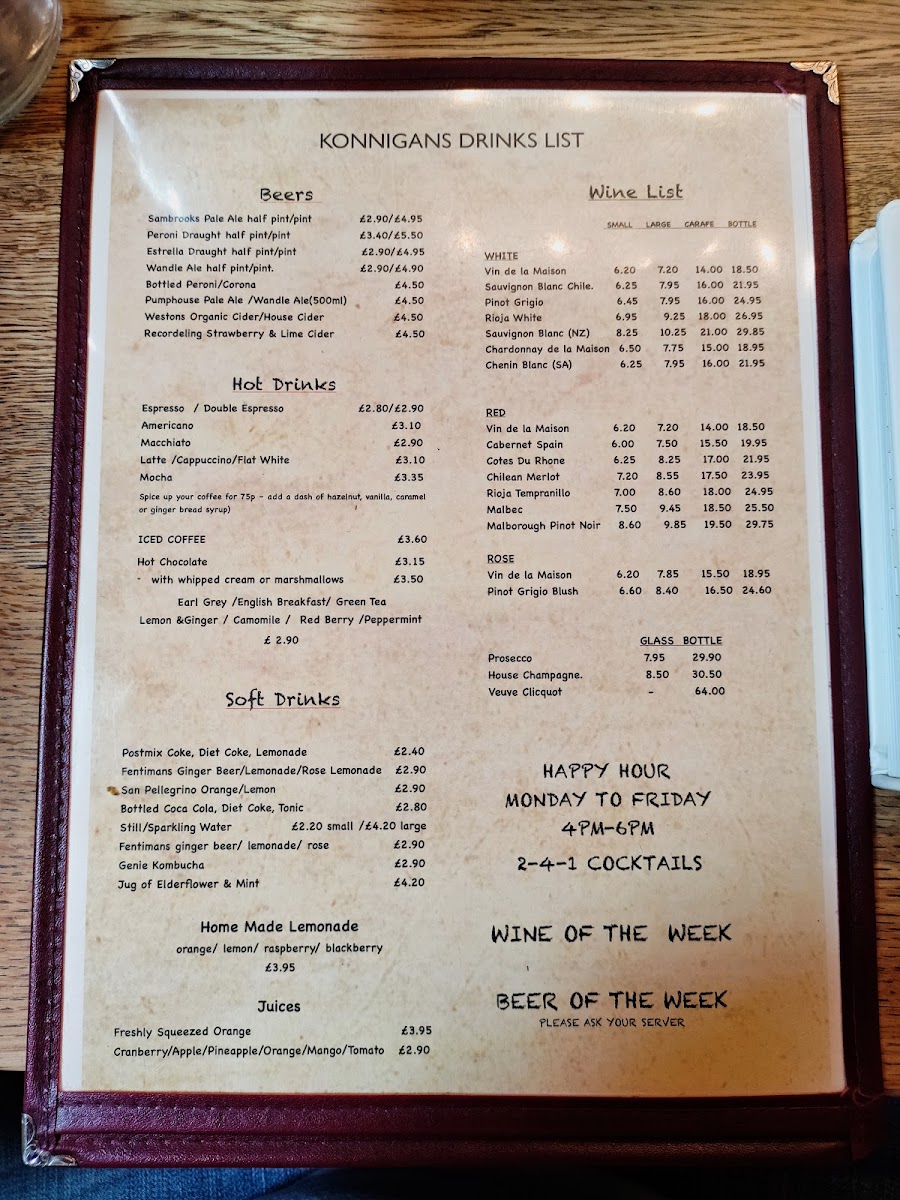 KONNIGANS DRINKS LIST
Beers
Sambrooks Pale Ale half pint/pint £2.90/£4.95
Peroni Draught half pint/pint £3.40/£5.50
Estrella Draught half pint/pint £2.90/£4.95
Wandle Ale half pint/pint. £2.90/£4.90
Bottled Peroni/Corona £4.50
Pumphouse Pale Ale /Wandle Ale(500ml) £4.50
Westons Organic Cider/House Cider £4.50
Recordeling Strawberry & Lime Cider £4.50
Hot Drinks
Espresso / Double Espresso £2.80/£2.90
Americano £3.10
Macchiato £2.90
Latte /Cappuccino/Flat White £3.10
Mocha £3.35
Spice up your coffee for 75p - add a dash of hazelnut, vanilla, caramel
or ginger bread syrup)
ICED COFFEE £3.60
Hot Chocolate £3.15
- with whipped cream or marshmallows £3.50
Earl Grey /English Breakfast/ Green Tea
Lemon &Ginger / Camomile / Red Berry /Peppermint
£ 2.90
Soft Drinks
Postmix Coke, Diet Coke, Lemonade £2.40
Fentimans Ginger Beer/Lemonade/Rose Lemonade £2.90
San Pellegrino Orange/Lemon £2.90
Bottled Coca Cola, Diet Coke, Tonic £2.80
Still/Sparkling Water £2.20 small /£4.20 large
Fentimans ginger beer/ lemonade/ rose £2.90
Genie Kombucha £2.90
Jug of Elderflower & Mint £4.20
Home Made Lemonade
orange/ lemon/ raspberry/ blackberry
£3.95
Juices
Freshly Squeezed Orange £3.95
Cranberry/Apple/Pineapple/Orange/Mango/Tomato £2.90
Wine List
SMALL LARGE CARAFE BOTTLE
WHITE
Vin de la Maison 6.20 7.20 14.00 18.50
Sauvignon Blanc Chile. 6.25 7.95 16.00 21.95
Pinot Grigio 6.45 7.95 16.00 24.95
Rioja White 6.95 9.25 18.00 26.95
Sauvignon Blanc (NZ) 8.25 10.25 21.00 29.85
Chardonnay de la Maison 6.50 7.75 15.00 18.95
Chenin Blanc (SA) 6.25 7.95 16.00 21.95
RED
Vin de la Maison 6.20 7.20 14.00 18.50
Cabernet Spain 6.00 7.50 15.50 19.95
Cotes Du Rhone 6.25 8.25 17.00 21.95
Chilean Merlot 7.20 8.55 17.50 23.95
Rioja Tempranillo 7.00 8.60 18.00 24.95
Malbec 7.50 9.45 18.50 25.50
Malborough Pinot Noir 8.60 9.85 19.50 29.75
ROSE
Vin de la Maison 6.20 7.85 15.50 18.95
Pinot Grigio Blush 6.60 8.40 16.50 24.60
GLASS BOTTLE
Prosecco 7.95 29.90
House Champagne. 8.50 30.50
Veuve Clicquot - 64.00
HAPPY HOUR
MONDAY TO FRIDAY
4PM-6PM
2-4-1 COCKTAILS
WINE OF THE WEEK
BEER OF THE WEEK
PLEASE ASK YOUR SERVER